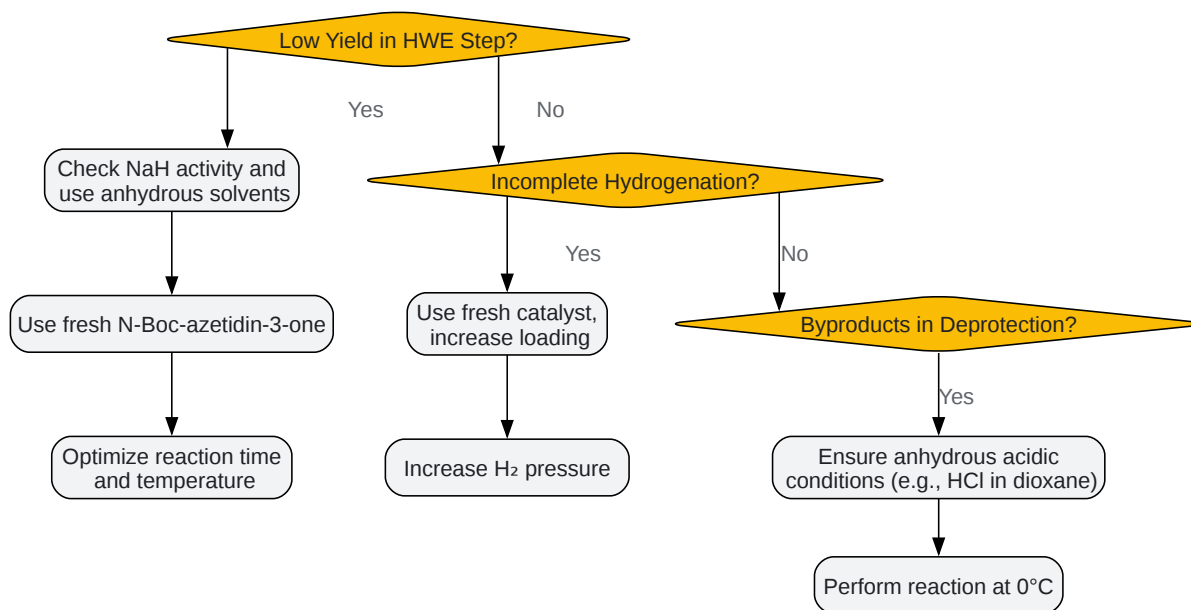 Low Yield in HWE Step?
Yes
No
Check NaH activity and
use anhydrous solvents
Incomplete Hydrogenation?
Yes
No
Use fresh N-Boc-azetidin-3-one
Use fresh catalyst,
increase loading
Byproducts in Deprotection?
Yes
Optimize reaction time
and temperature
Increase H₂ pressure
Ensure anhydrous acidic
conditions (e.g., HCl in dioxane)
Perform reaction at 0°C